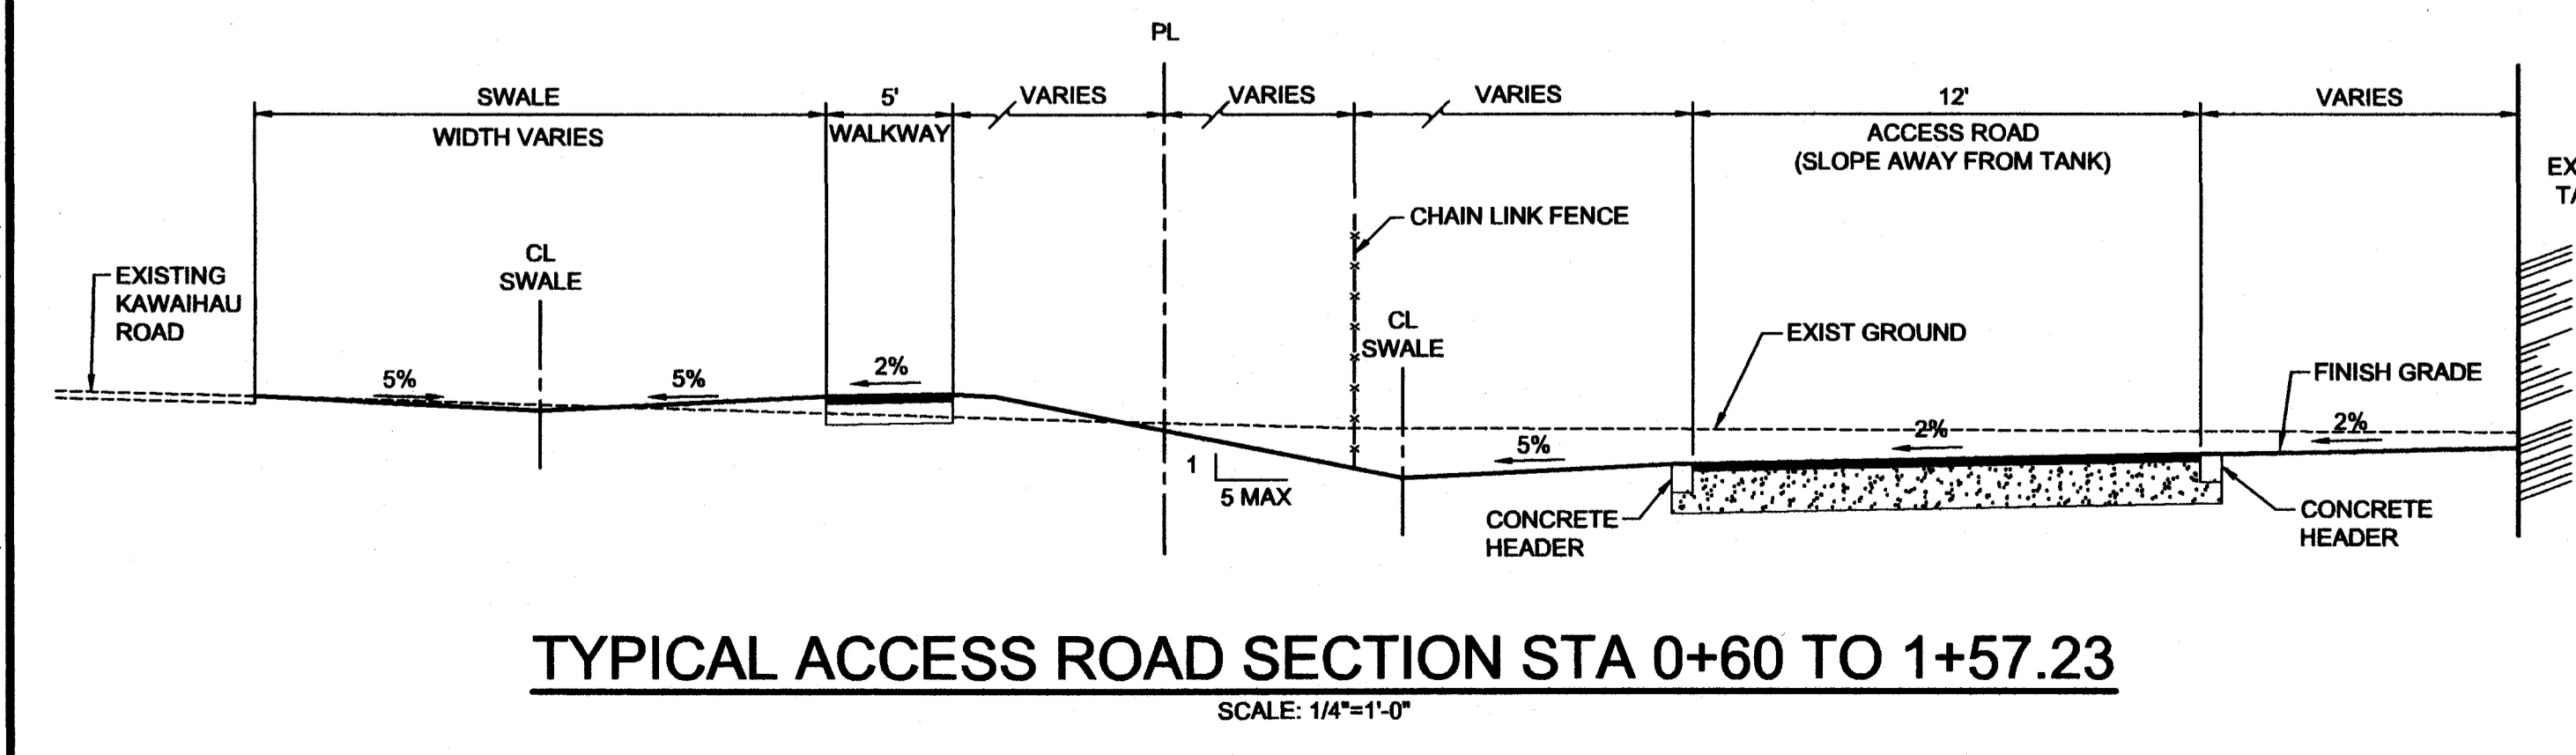 PL
SWALE
WIDTH VARIES
5'
WALKWAY
VARIES
VARIES
VARIES
12'
ACCESS ROAD
(SLOPE AWAY FROM TANK)
VARIES
EX
TA
CHAIN LINK FENCE
CL
SWALE
EXISTING
KAWAIHAU
ROAD
CL
SWALE
EXIST GROUND
FINISH GRADE
5%
5%
2%
5%
2%
2%
1
5 MAX
CONCRETE
HEADER
CONCRETE
HEADER
TYPICAL ACCESS ROAD SECTION STA 0+60 TO 1+57.23
SCALE: 1/4"=1'-0"